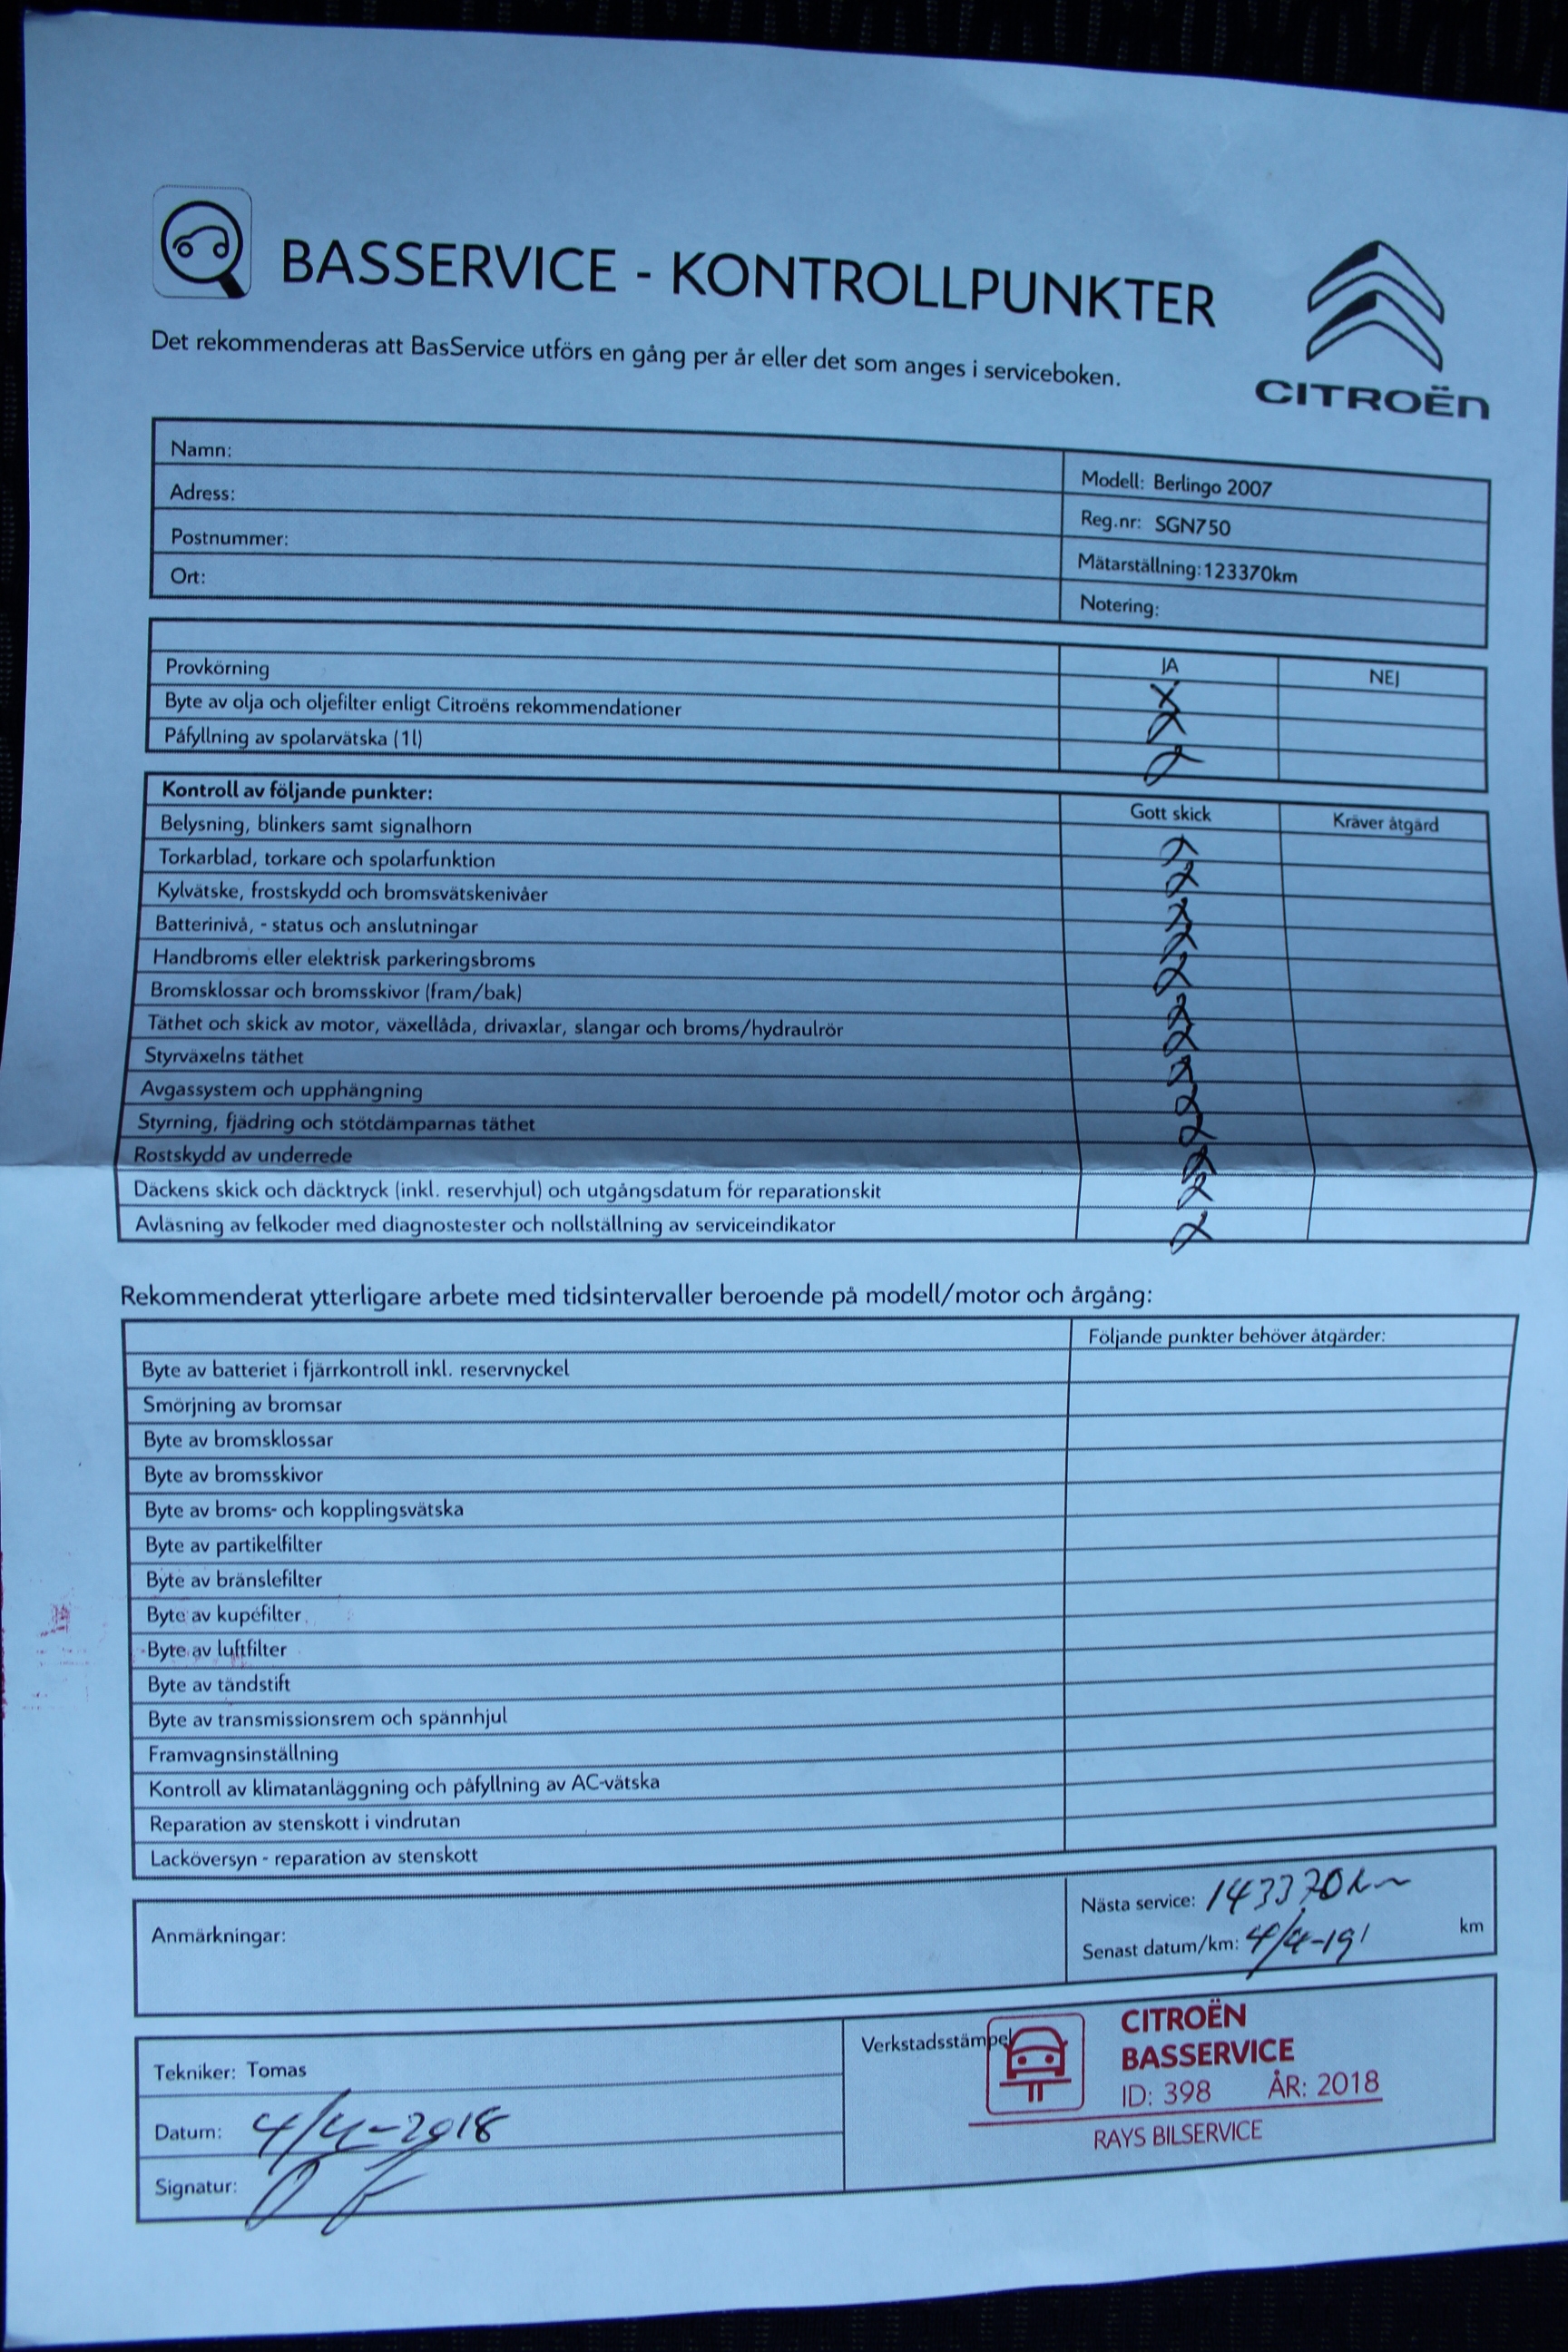 BASSERVICE - KONTROLLPUNKTER
CITROËN
Det rekommenderas att BasService utförs en gång per år eller det som anges i serviceboken.
Namn:
Adress:
Postnummer:
Ort:
Modell: Berlingo 2007
Reg.nr: SGN750
Mätarställning:123370km
Notering:
JA NEJ
Provkörning X
Byte av olja och oljefilter enligt Citroëns rekommendationer X
Påfyllning av spolarvätska (1l) X
Kontroll av följande punkter: Gott skick Kräver åtgärd
Belysning, blinkers samt signalhorn X
Torkarblad, torkare och spolarfunktion X
Kylvätske, frostskydd och bromsvätskenivåer X
Batterinivå, - status och anslutningar X
Handbroms eller elektrisk parkeringsbroms X
Bromsklossar och bromsskivor (fram/bak) X
Täthet och skick av motor, växellåda, drivaxlar, slangar och broms/hydraulrör X
Styrväxelns täthet X
Avgassystem och upphängning X
Styrning, fjädring och stötdämparnas täthet X
Rostskydd av underrede X
Däckens skick och däcktryck (inkl. reservhjul) och utgångsdatum för reparationskit X
Avläsning av felkoder med diagnostester och nollställning av serviceindikator X
Rekommenderat ytterligare arbete med tidsintervaller beroende på modell/motor och årgång:
Följande punkter behöver åtgärder:
Byte av batteriet i fjärrkontroll inkl. reservnyckel
Smörjning av bromsar
Byte av bromsklossar
Byte av bromsskivor
Byte av broms- och kopplingsvätska
Byte av partikelfilter
Byte av bränslefilter
Byte av kupéfilter
Byte av luftfilter
Byte av tändstift
Byte av transmissionsrem och spännhjul
Framvagnsinställning
Kontroll av klimatanläggning och påfyllning av AC-vätska
Reparation av stenskott i vindrutan
Lacköversyn - reparation av stenskott
Anmärkningar:
Nästa service: 143370km
Senast datum/km: 4/4-19 km
Tekniker: Tomas
Datum: 4/4-2018
Signatur:
Verkstadsstämpel
CITROËN
BASSERVICE
ID: 398 ÅR: 2018
RAYS BILSERVICE